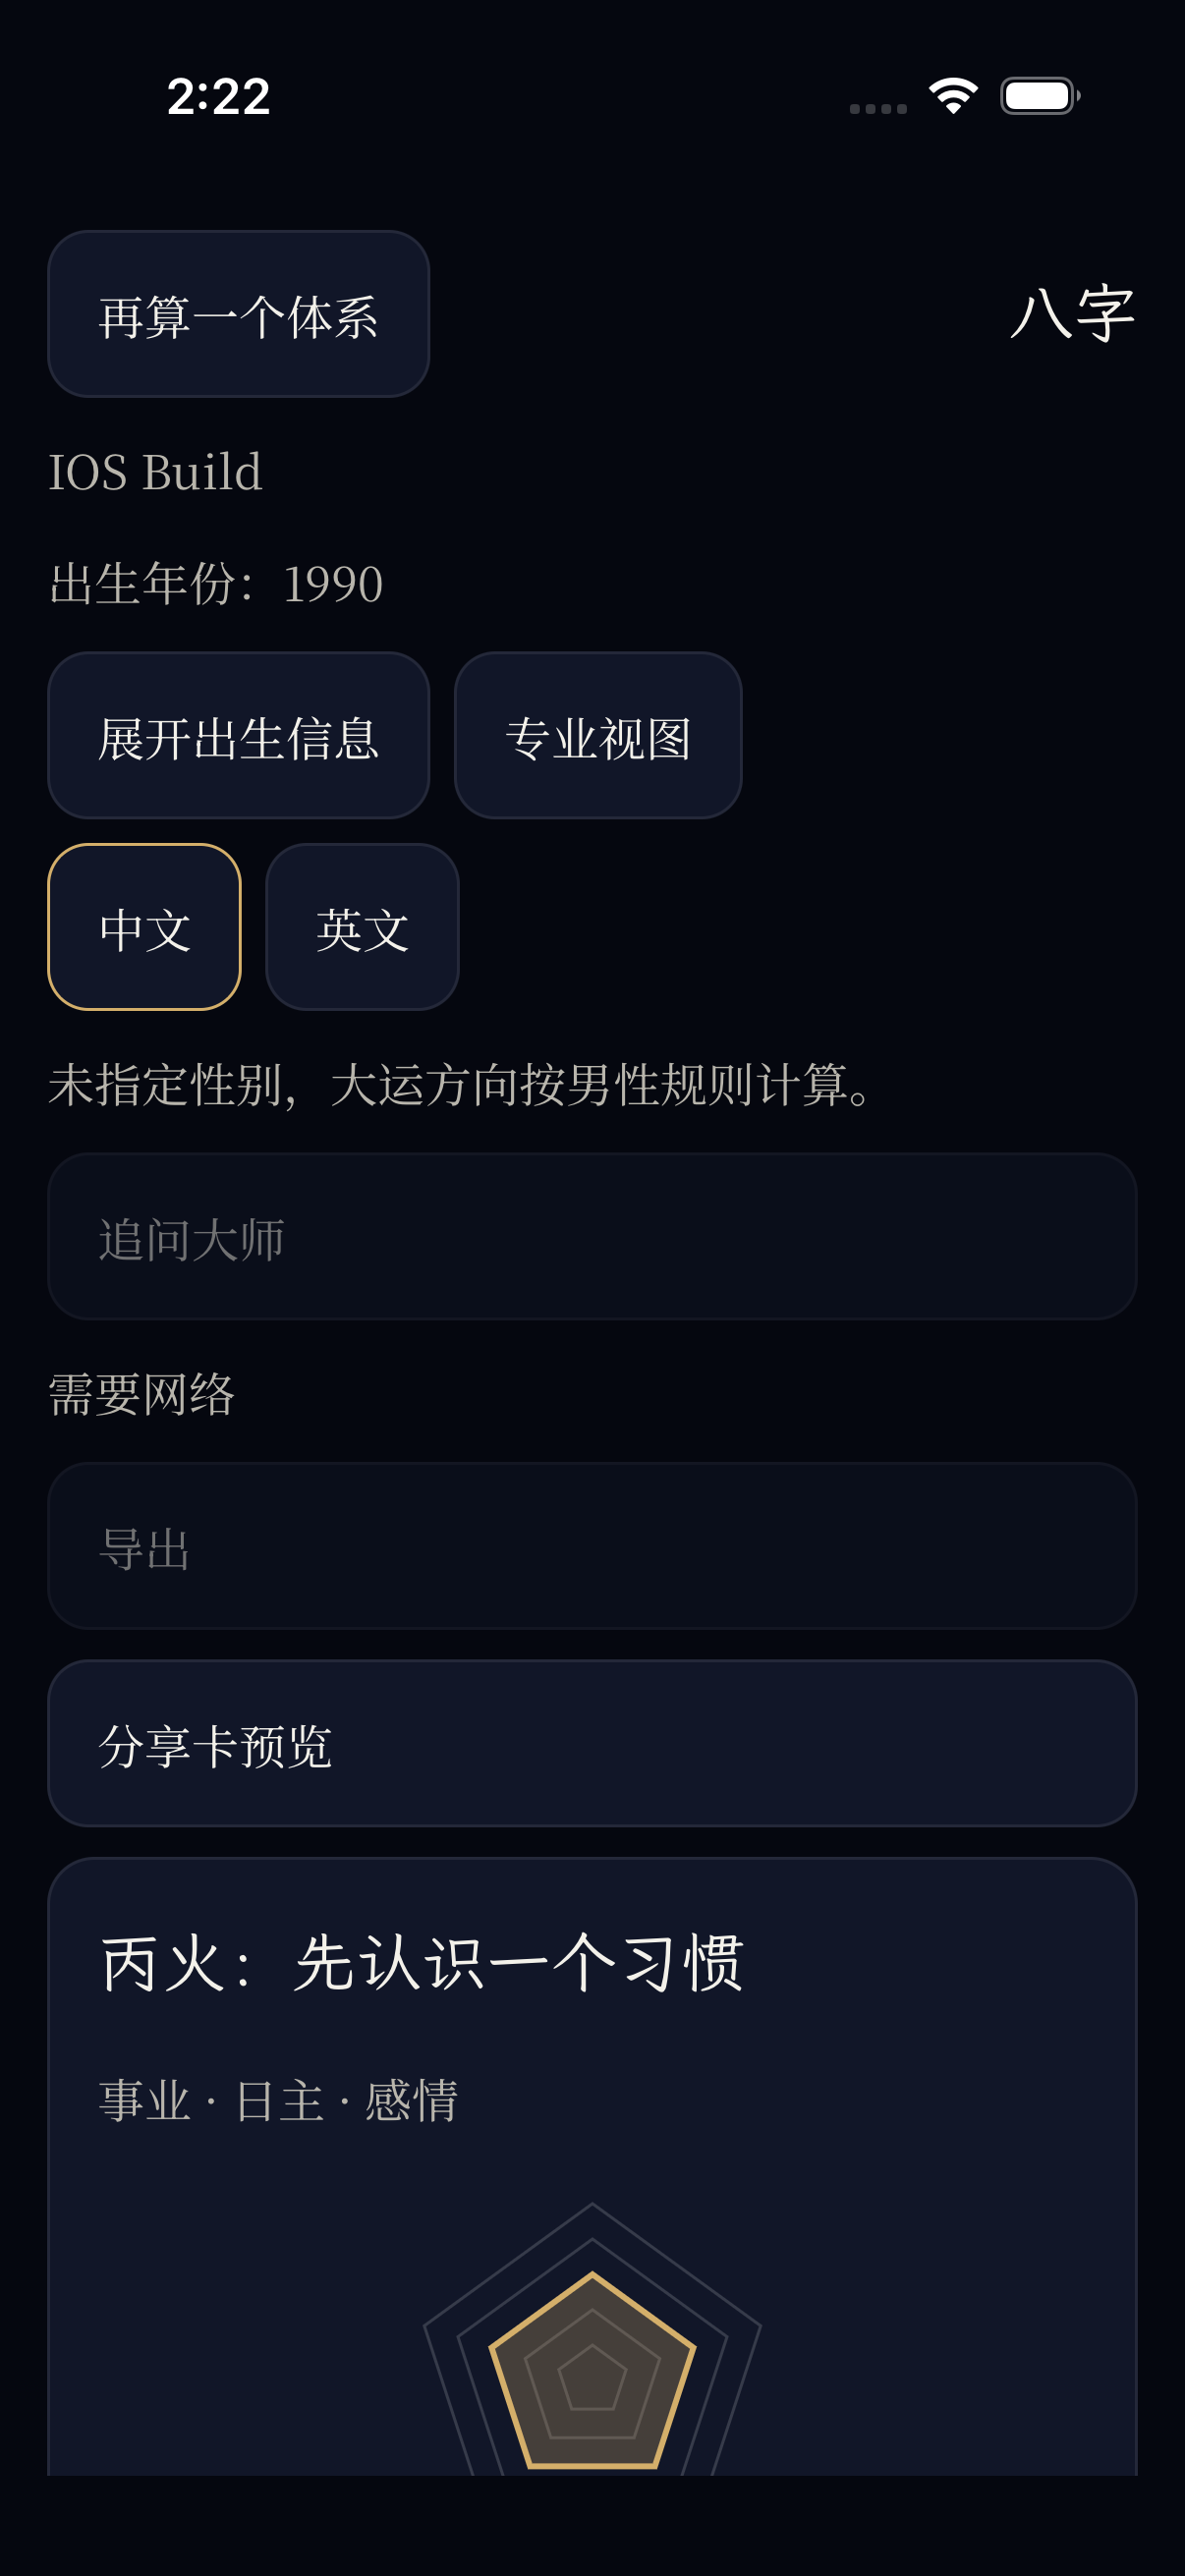 2:22
再算一个体系
八字
IOS Build
出生年份：1990
展开出生信息 专业视图
中文 英文
未指定性别，大运方向按男性规则计算。
追问大师
需要网络
导出
分享卡预览
丙火：先认识一个习惯
事业 · 日主 · 感情